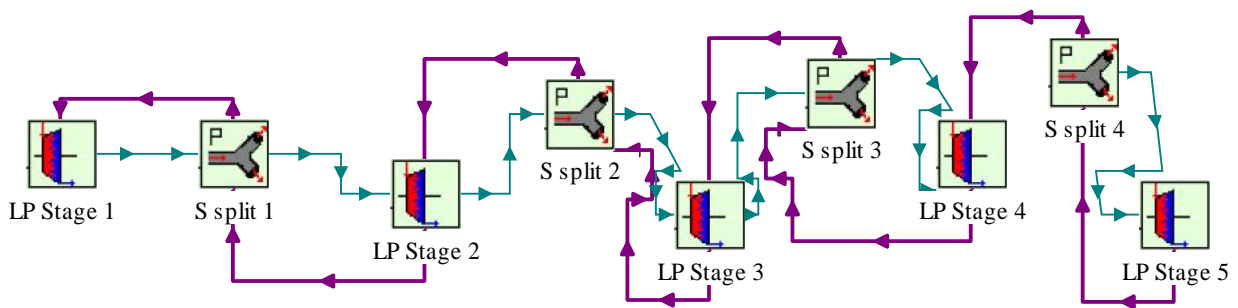 P
S split 4
P
S split 3
P
S split 2
P
LP Stage 1
S split 1
LP Stage 2
LP Stage 3
LP Stage 4
LP Stage 5